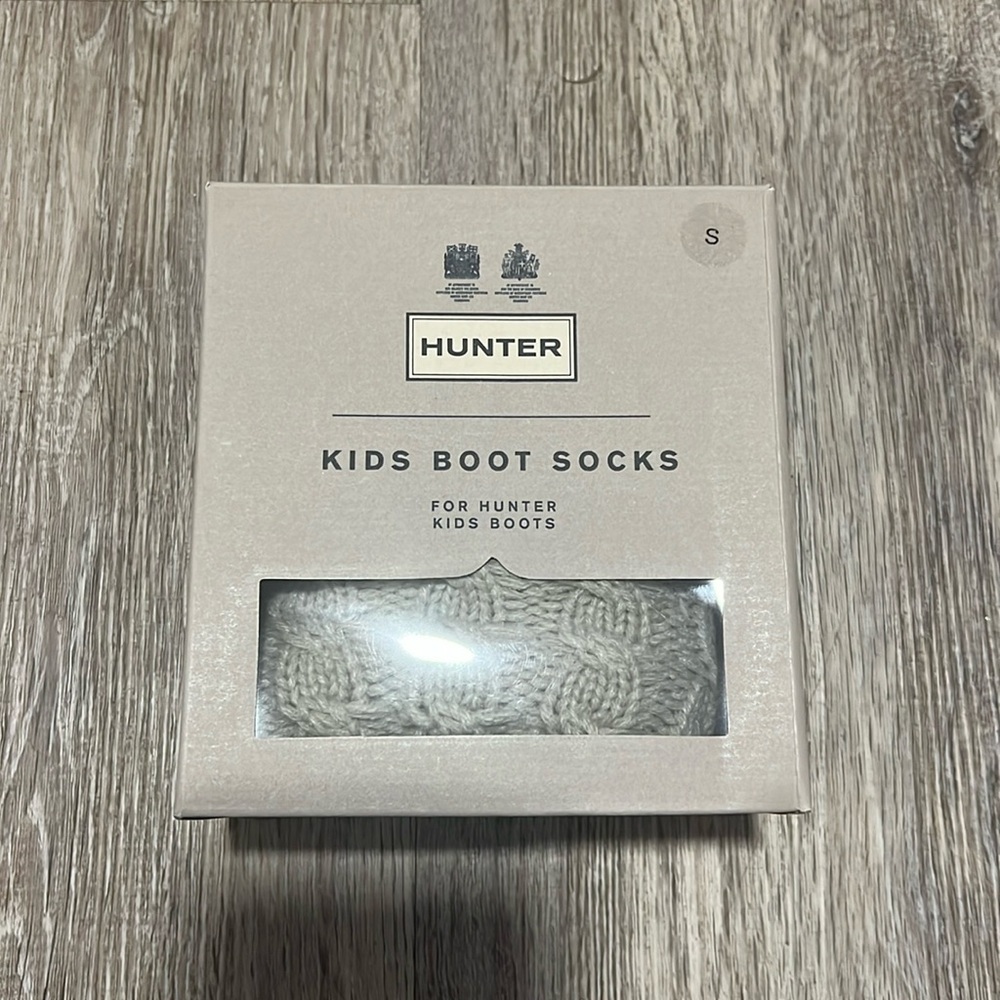 S
HUNTER
KIDS BOOT SOCKS
FOR HUNTER
KIDS BOOTS